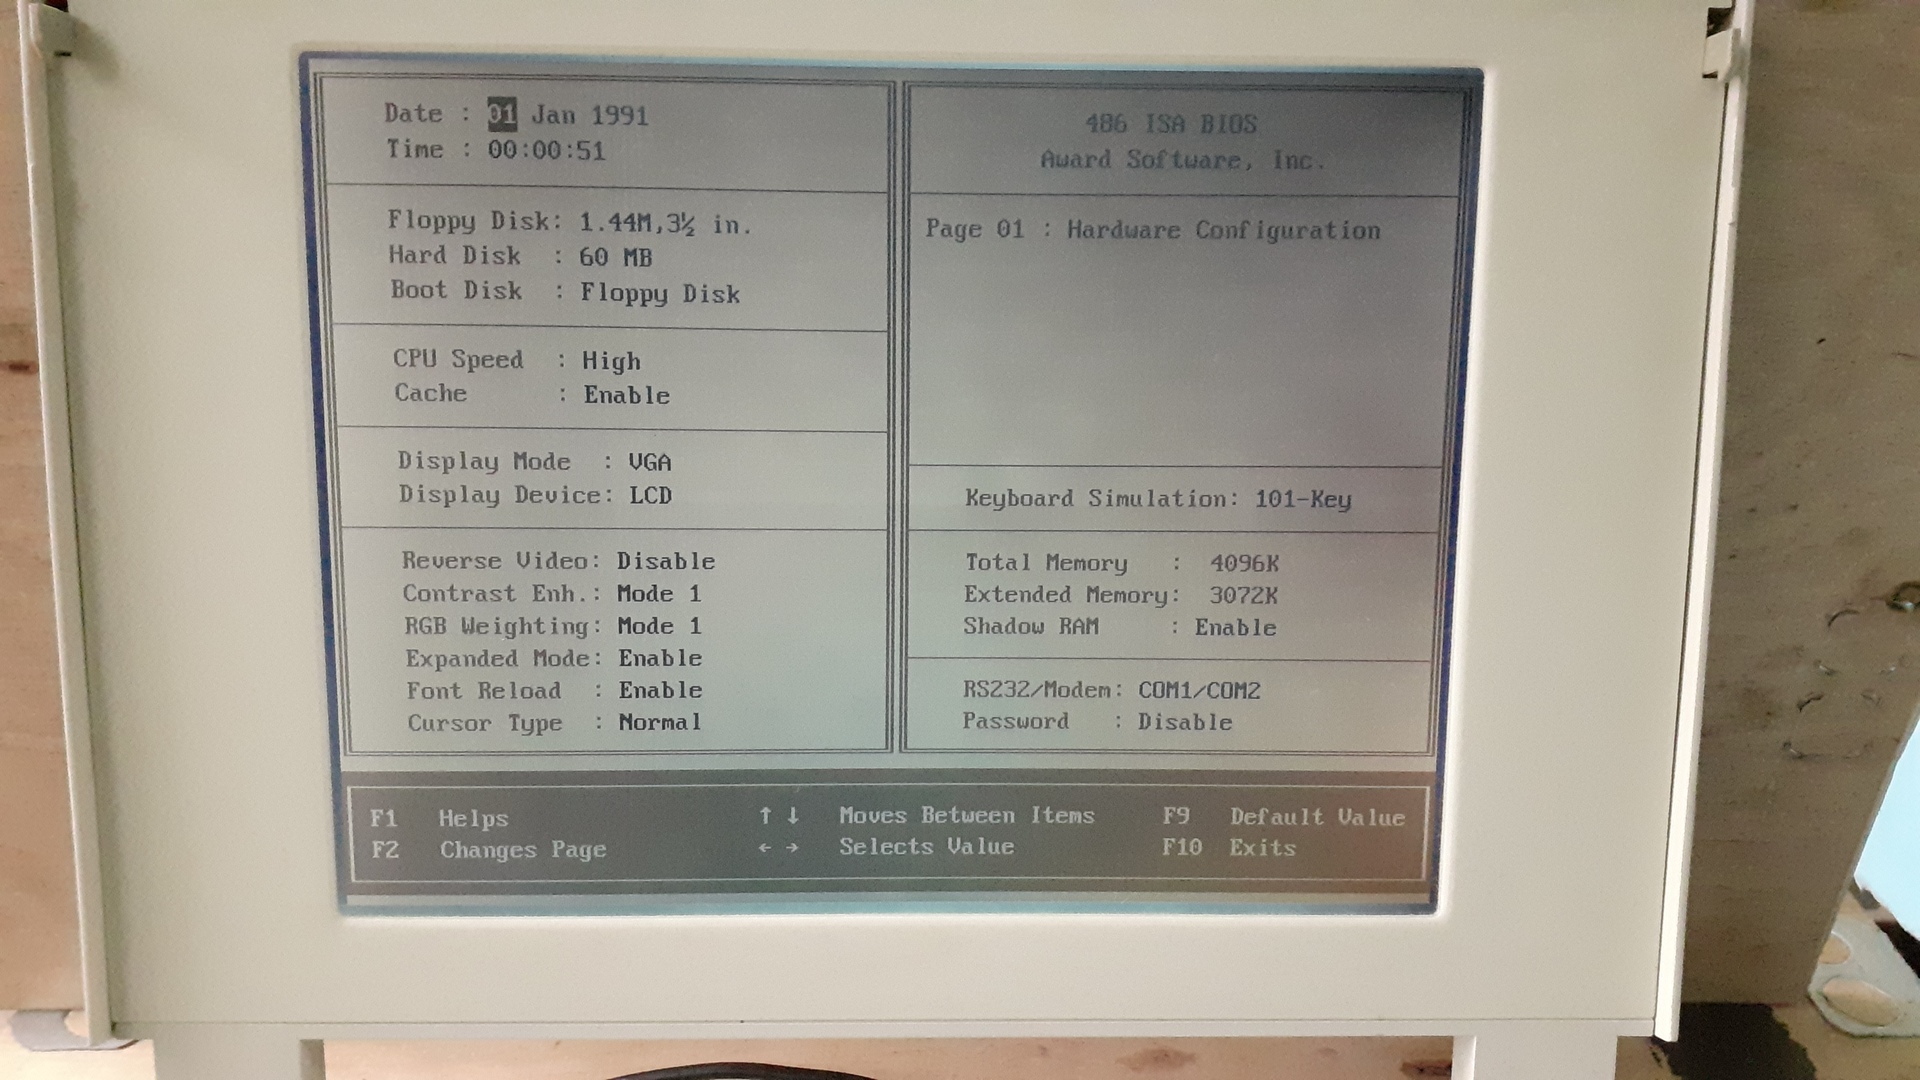 Date : 01 Jan 1991
Time : 00:00:51
Floppy Disk: 1.44M,3½ in.
Hard Disk : 60 MB
Boot Disk : Floppy Disk
CPU Speed : High
Cache : Enable
Display Mode : VGA
Display Device: LCD
Reverse Video: Disable
Contrast Enh.: Mode 1
RGB Weighting: Mode 1
Expanded Mode: Enable
Font Reload : Enable
Cursor Type : Normal
486 ISA BIOS
Award Software, Inc.
Page 01 : Hardware Configuration
Keyboard Simulation: 101-Key
Total Memory : 4096K
Extended Memory: 3072K
Shadow RAM : Enable
RS232/Modem: COM1/COM2
Password : Disable
F1 Helps ↑ ↓ Moves Between Items F9 Default Value
F2 Changes Page ← → Selects Value F10 Exits